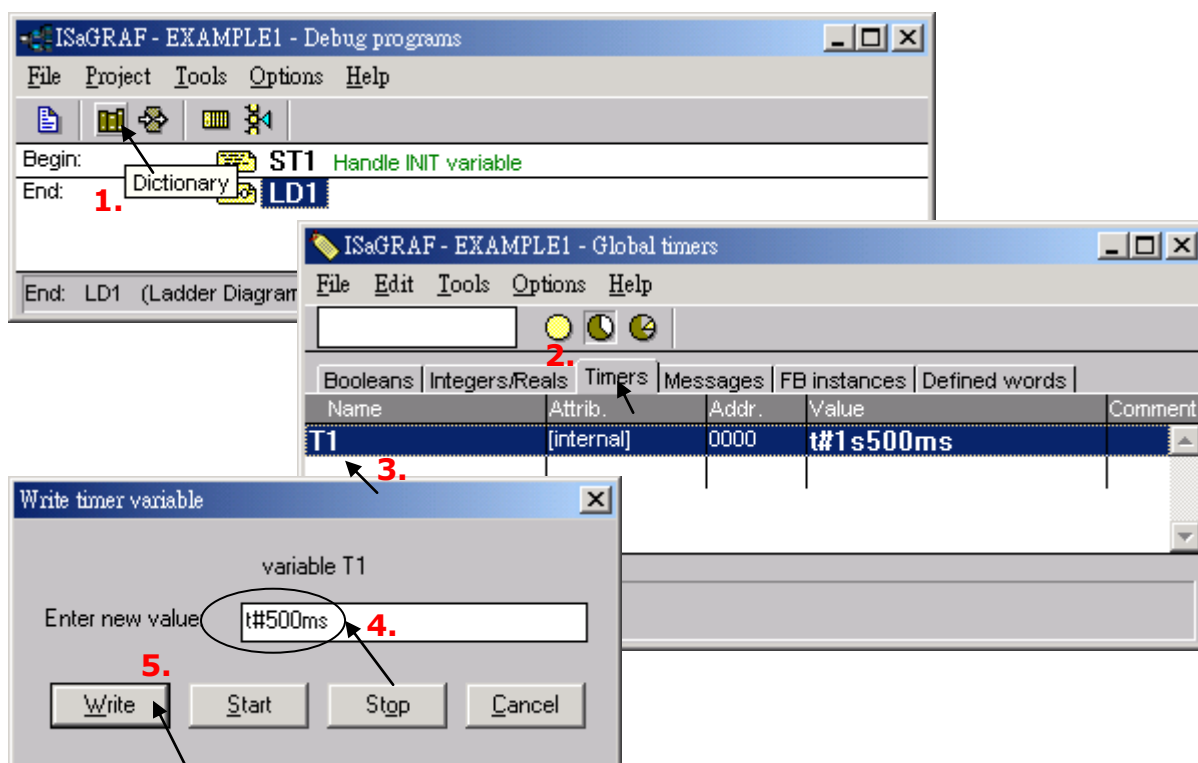 ISaGRAF - EXAMPLE1 - Debug programs
File Project Tools Options Help
Begin: ST1 Handle INIT variable
Dictionary
End: LD1
1.
End: LD1 (Ladder Diagram
ISaGRAF - EXAMPLE1 - Global timers
File Edit Tools Options Help
2.
Booleans Integers/Reals Timers Messages FB instances Defined words
Name Attrib. Addr. Value Comment
T1 [internal] 0000 t#1s500ms
3.
Write timer variable
variable T1
Enter new value t#500ms
4.
5.
Write Start Stop Cancel